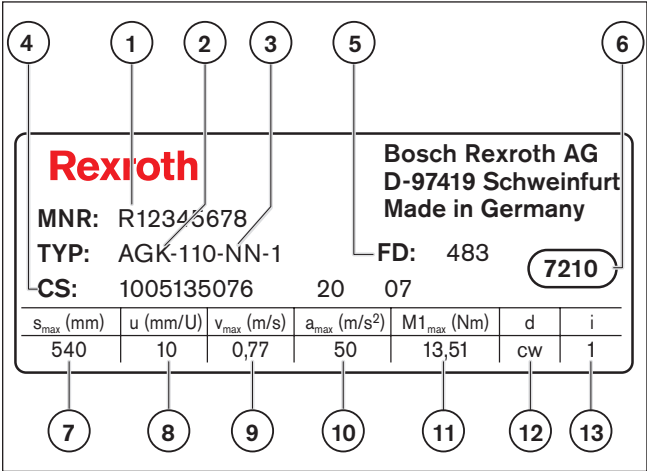 4 1 2 3 5 6
Rexroth
Bosch Rexroth AG
D-97419 Schweinfurt
Made in Germany
MNR: R12345678
TYP: AGK-110-NN-1 FD: 483
7210
CS: 1005135076 20 07
smax (mm) u (mm/U) vmax (m/s) amax (m/s²) M1max (Nm) d i
540 10 0,77 50 13,51 cw 1
7 8 9 10 11 12 13